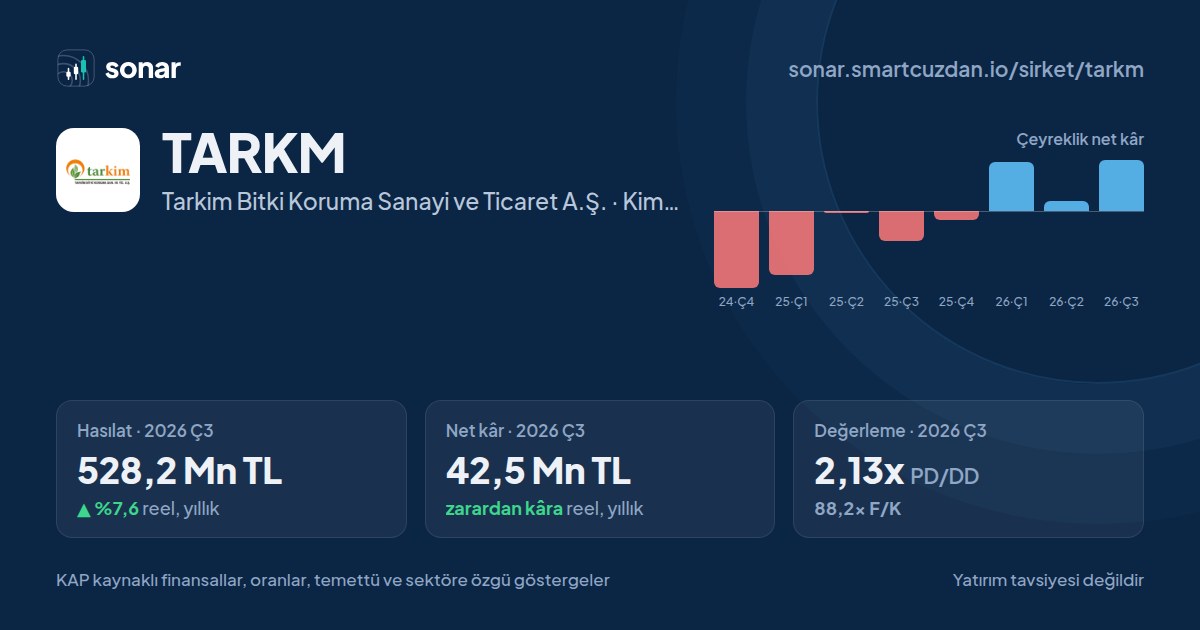 sonar
sonar.smartcuzdan.io/sirket/tarkm
tarkim
TARKM
Tarkim Bitki Koruma Sanayi ve Ticaret A.Ş. · Kim…
Çeyreklik net kâr
24-Ç4 25-Ç1 25-Ç2 25-Ç3 25-Ç4 26-Ç1 26-Ç2 26-Ç3
Hasılat · 2026 Ç3
528,2 Mn TL
▲ %7,6 reel, yıllık
Net kâr · 2026 Ç3
42,5 Mn TL
zarardan kâra reel, yıllık
Değerleme · 2026 Ç3
2,13x PD/DD
88,2× F/K
KAP kaynaklı finansallar, oranlar, temettü ve sektöre özgü göstergeler
Yatırım tavsiyesi değildir